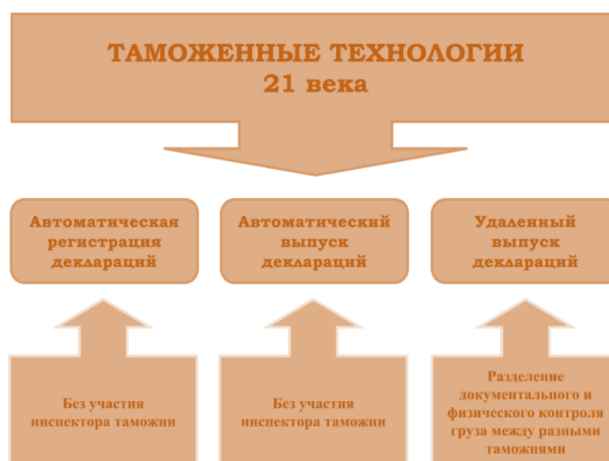 ТАМОЖЕННЫЕ ТЕХНОЛОГИИ
21 века
Автоматическая
регистрация
деклараций
Автоматический
выпуск
деклараций
Удаленный
выпуск
деклараций
Без участия
инспектора таможни
Без участия
инспектора таможни
Разделение
документального и
физического контроля
груза между разными
таможнями